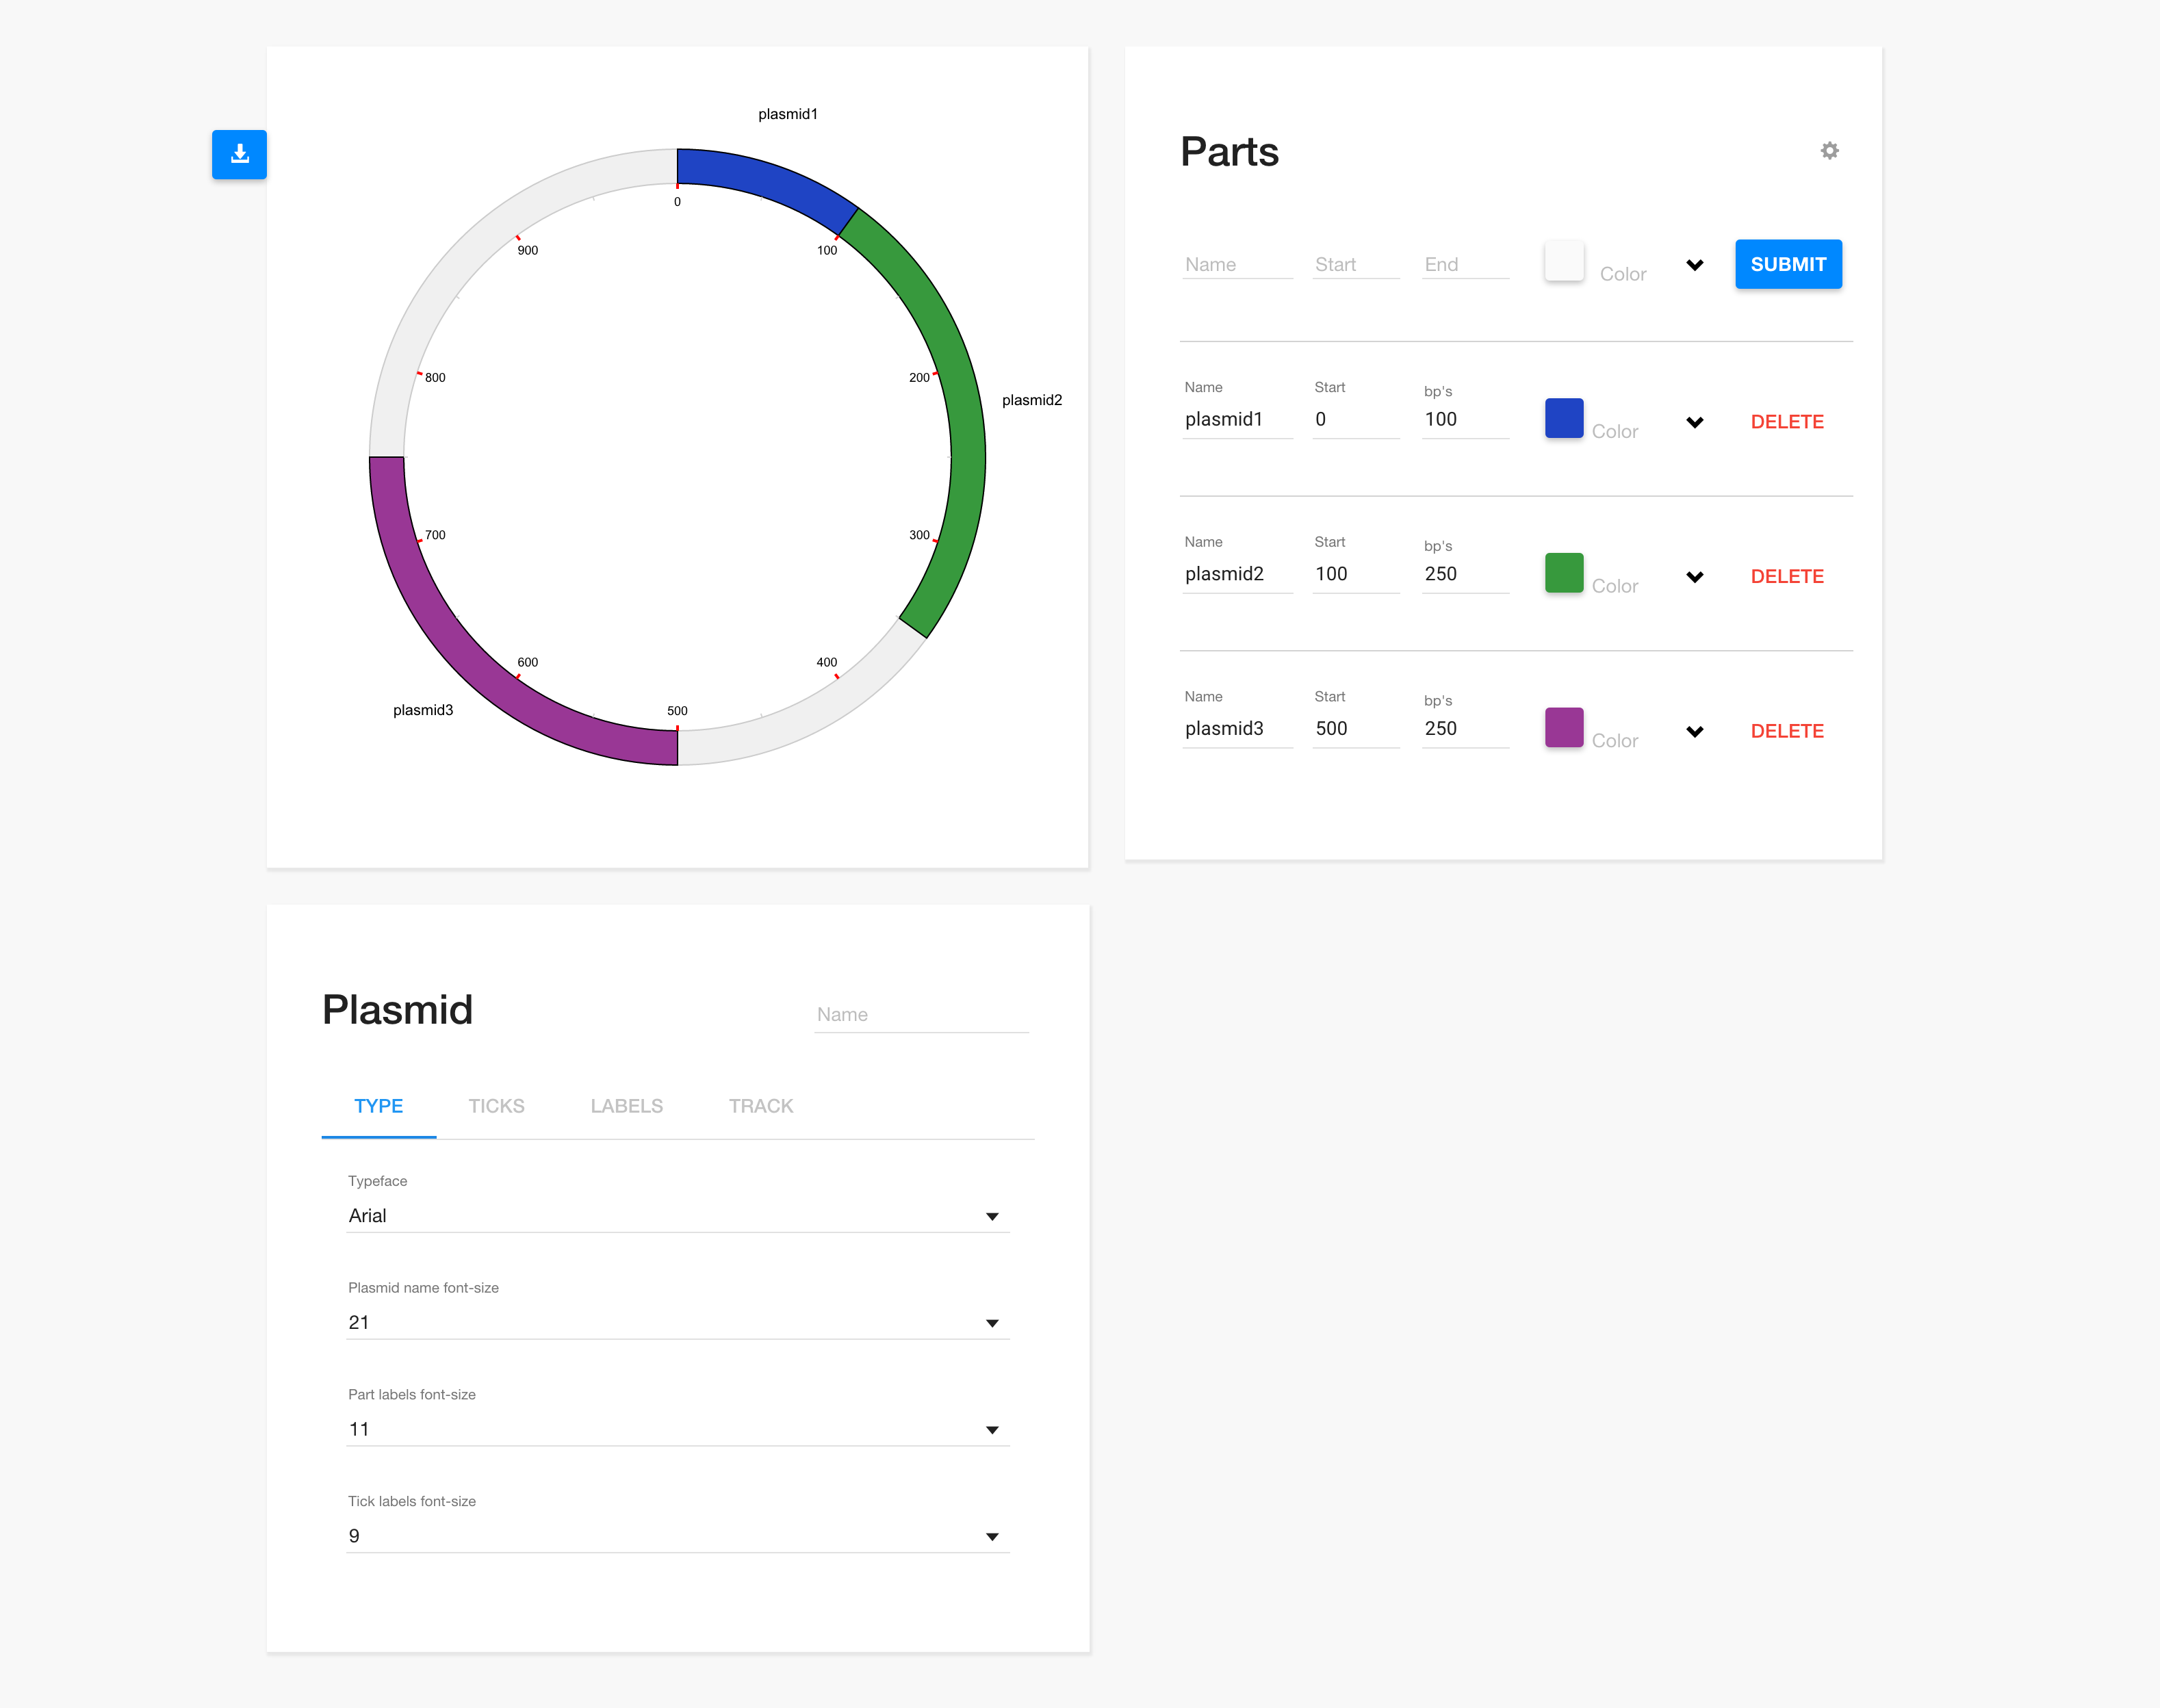 plasmid1
0
100
200
300
400
500
600
700
800
900
plasmid2
plasmid3
Parts
Name Start End Color SUBMIT
Name Start bp's
plasmid1 0 100 Color DELETE
Name Start bp's
plasmid2 100 250 Color DELETE
Name Start bp's
plasmid3 500 250 Color DELETE
Plasmid
Name
TYPE TICKS LABELS TRACK
Typeface
Arial
Plasmid name font-size
21
Part labels font-size
11
Tick labels font-size
9